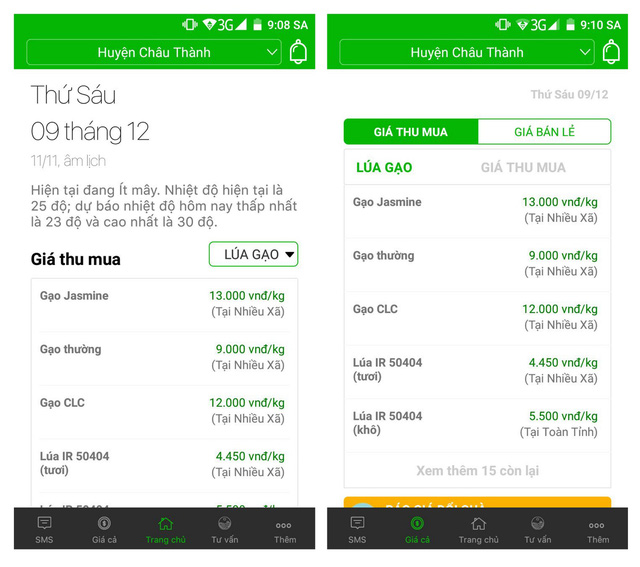 3G 9:08 SA
Huyện Châu Thành
Thứ Sáu
09 tháng 12
11/11, âm lịch
Hiện tại đang Ít mây. Nhiệt độ hiện tại là
25 độ; dự báo nhiệt độ hôm nay thấp nhất
là 23 độ và cao nhất là 30 độ.
Giá thu mua LÚA GẠO
Gạo Jasmine 13.000 vnđ/kg
(Tại Nhiều Xã)
Gạo thường 9.000 vnđ/kg
(Tại Nhiều Xã)
Gạo CLC 12.000 vnđ/kg
(Tại Nhiều Xã)
Lúa IR 50404 4.450 vnđ/kg
(tươi) (Tại Nhiều Xã)
SMS Giá cả Trang chủ Tư vấn Thêm
3G 9:10 SA
Huyện Châu Thành
Thứ Sáu 09/12
GIÁ THU MUA GIÁ BÁN LẺ
LÚA GẠO GIÁ THU MUA
Gạo Jasmine 13.000 vnđ/kg
(Tại Nhiều Xã)
Gạo thường 9.000 vnđ/kg
(Tại Nhiều Xã)
Gạo CLC 12.000 vnđ/kg
(Tại Nhiều Xã)
Lúa IR 50404 4.450 vnđ/kg
(tươi) (Tại Nhiều Xã)
Lúa IR 50404 5.500 vnđ/kg
(khô) (Tại Toàn Tỉnh)
Xem thêm 15 còn lại
SMS Giá cả Trang chủ Tư vấn Thêm